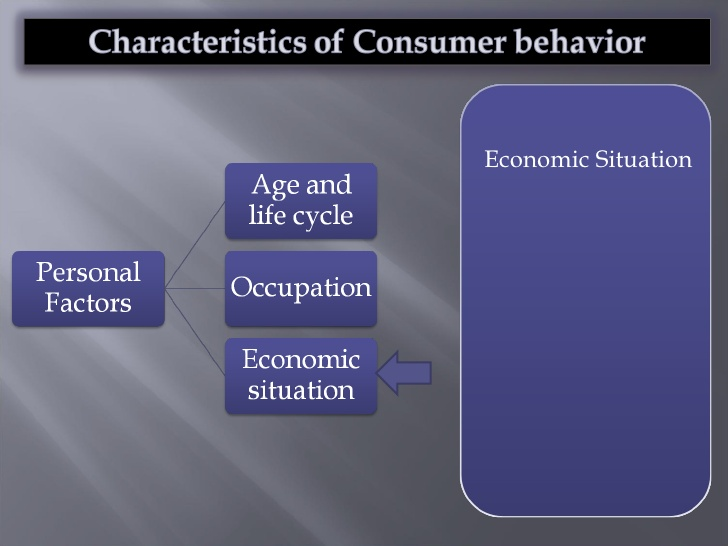 Characteristics of Consumer behavior
Economic Situation
Age and
life cycle
Personal
Factors
Occupation
Economic
situation